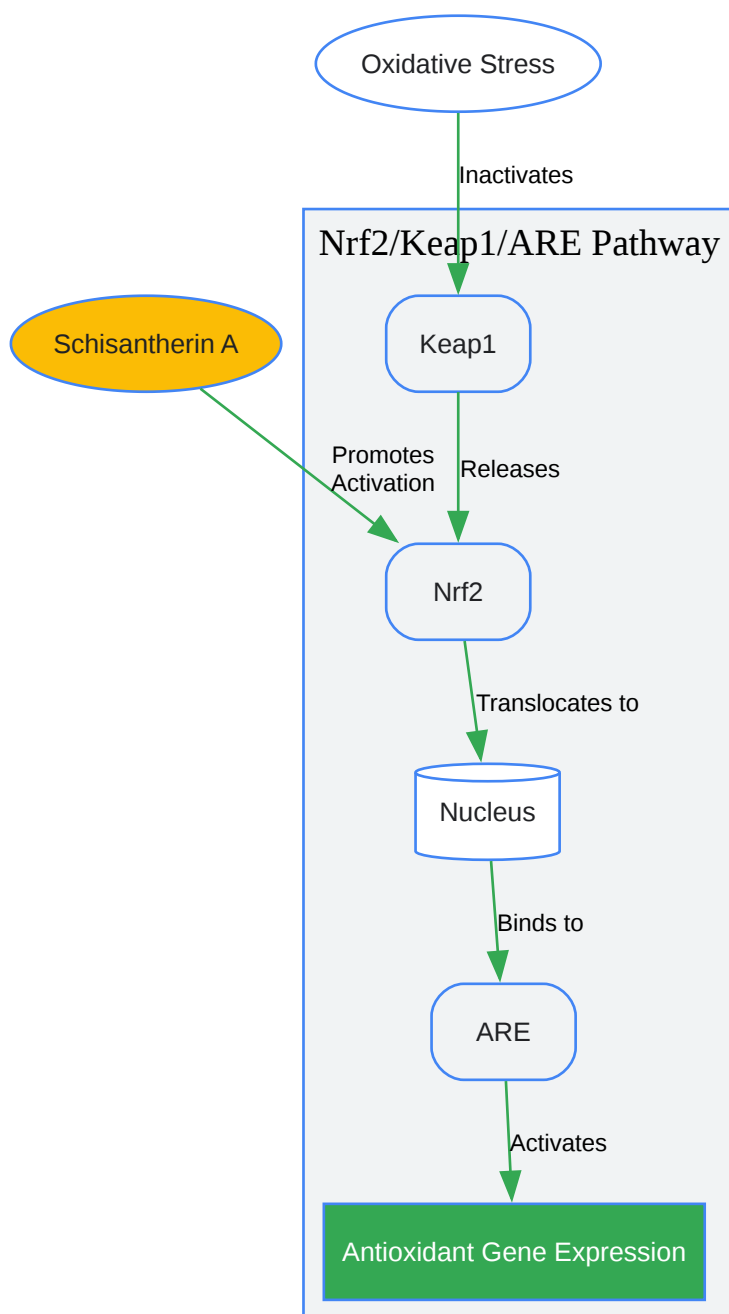 Oxidative Stress
Inactivates
Nrf2/Keap1/ARE Pathway
Schisantherin A
Keap1
Promotes
Activation
Releases
Nrf2
Translocates to
Nucleus
Binds to
ARE
Activates
Antioxidant Gene Expression